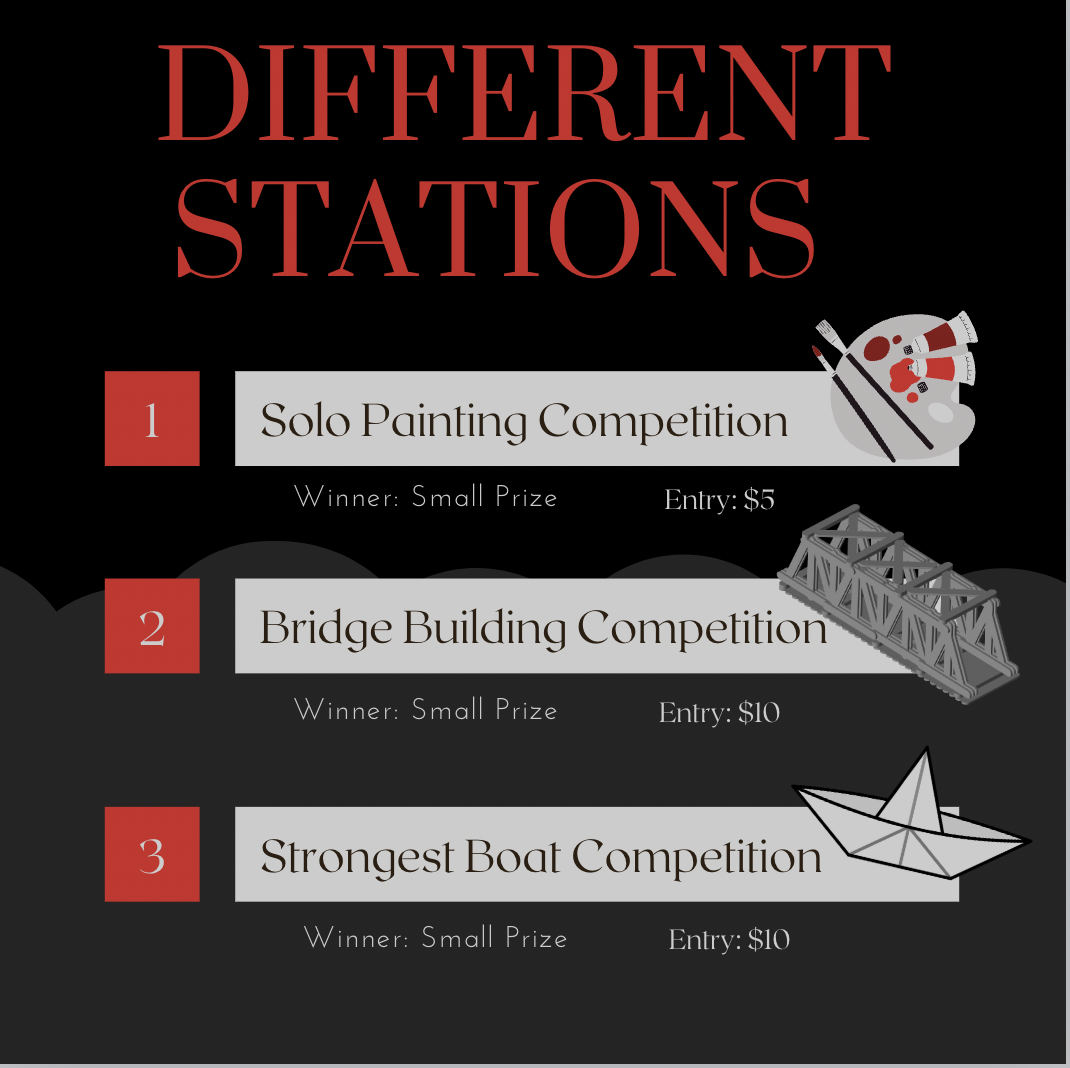 DIFFERENT
STATIONS
1
Solo Painting Competition
Winner: Small Prize Entry: $5
2
Bridge Building Competition
Winner: Small Prize Entry: $10
3
Strongest Boat Competition
Winner: Small Prize Entry: $10